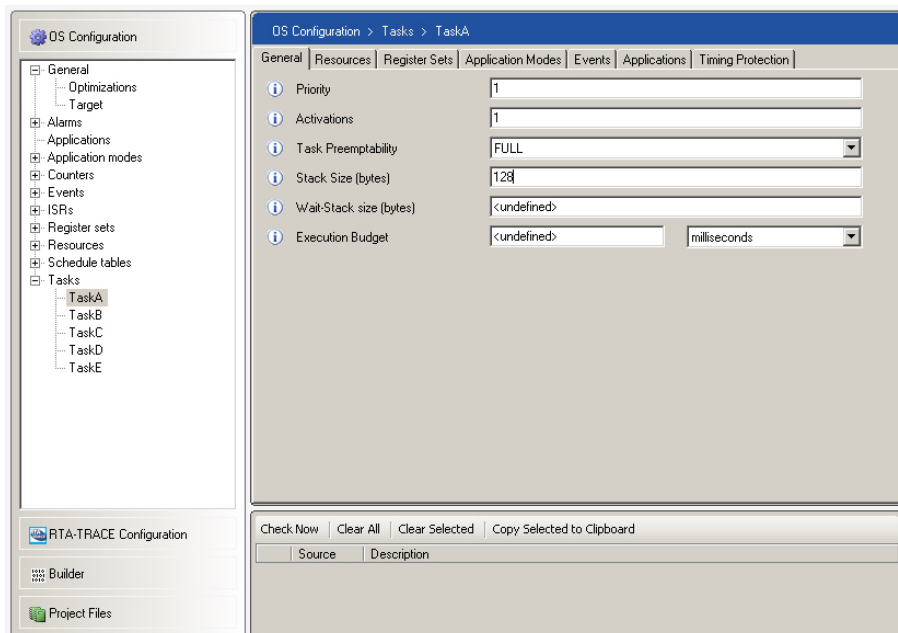 OS Configuration
General
Optimizations
Target
Alarms
Applications
Application modes
Counters
Events
ISRs
Register sets
Resources
Schedule tables
Tasks
TaskA
TaskB
TaskC
TaskD
TaskE
RTA-TRACE Configuration
Builder
Project Files
OS Configuration > Tasks > TaskA
General Resources Register Sets Application Modes Events Applications Timing Protection
Priority 1
Activations 1
Task Preemptability FULL
Stack Size (bytes) 128
Wait-Stack size (bytes) <undefined>
Execution Budget <undefined> milliseconds
Check Now Clear All Clear Selected Copy Selected to Clipboard
Source Description